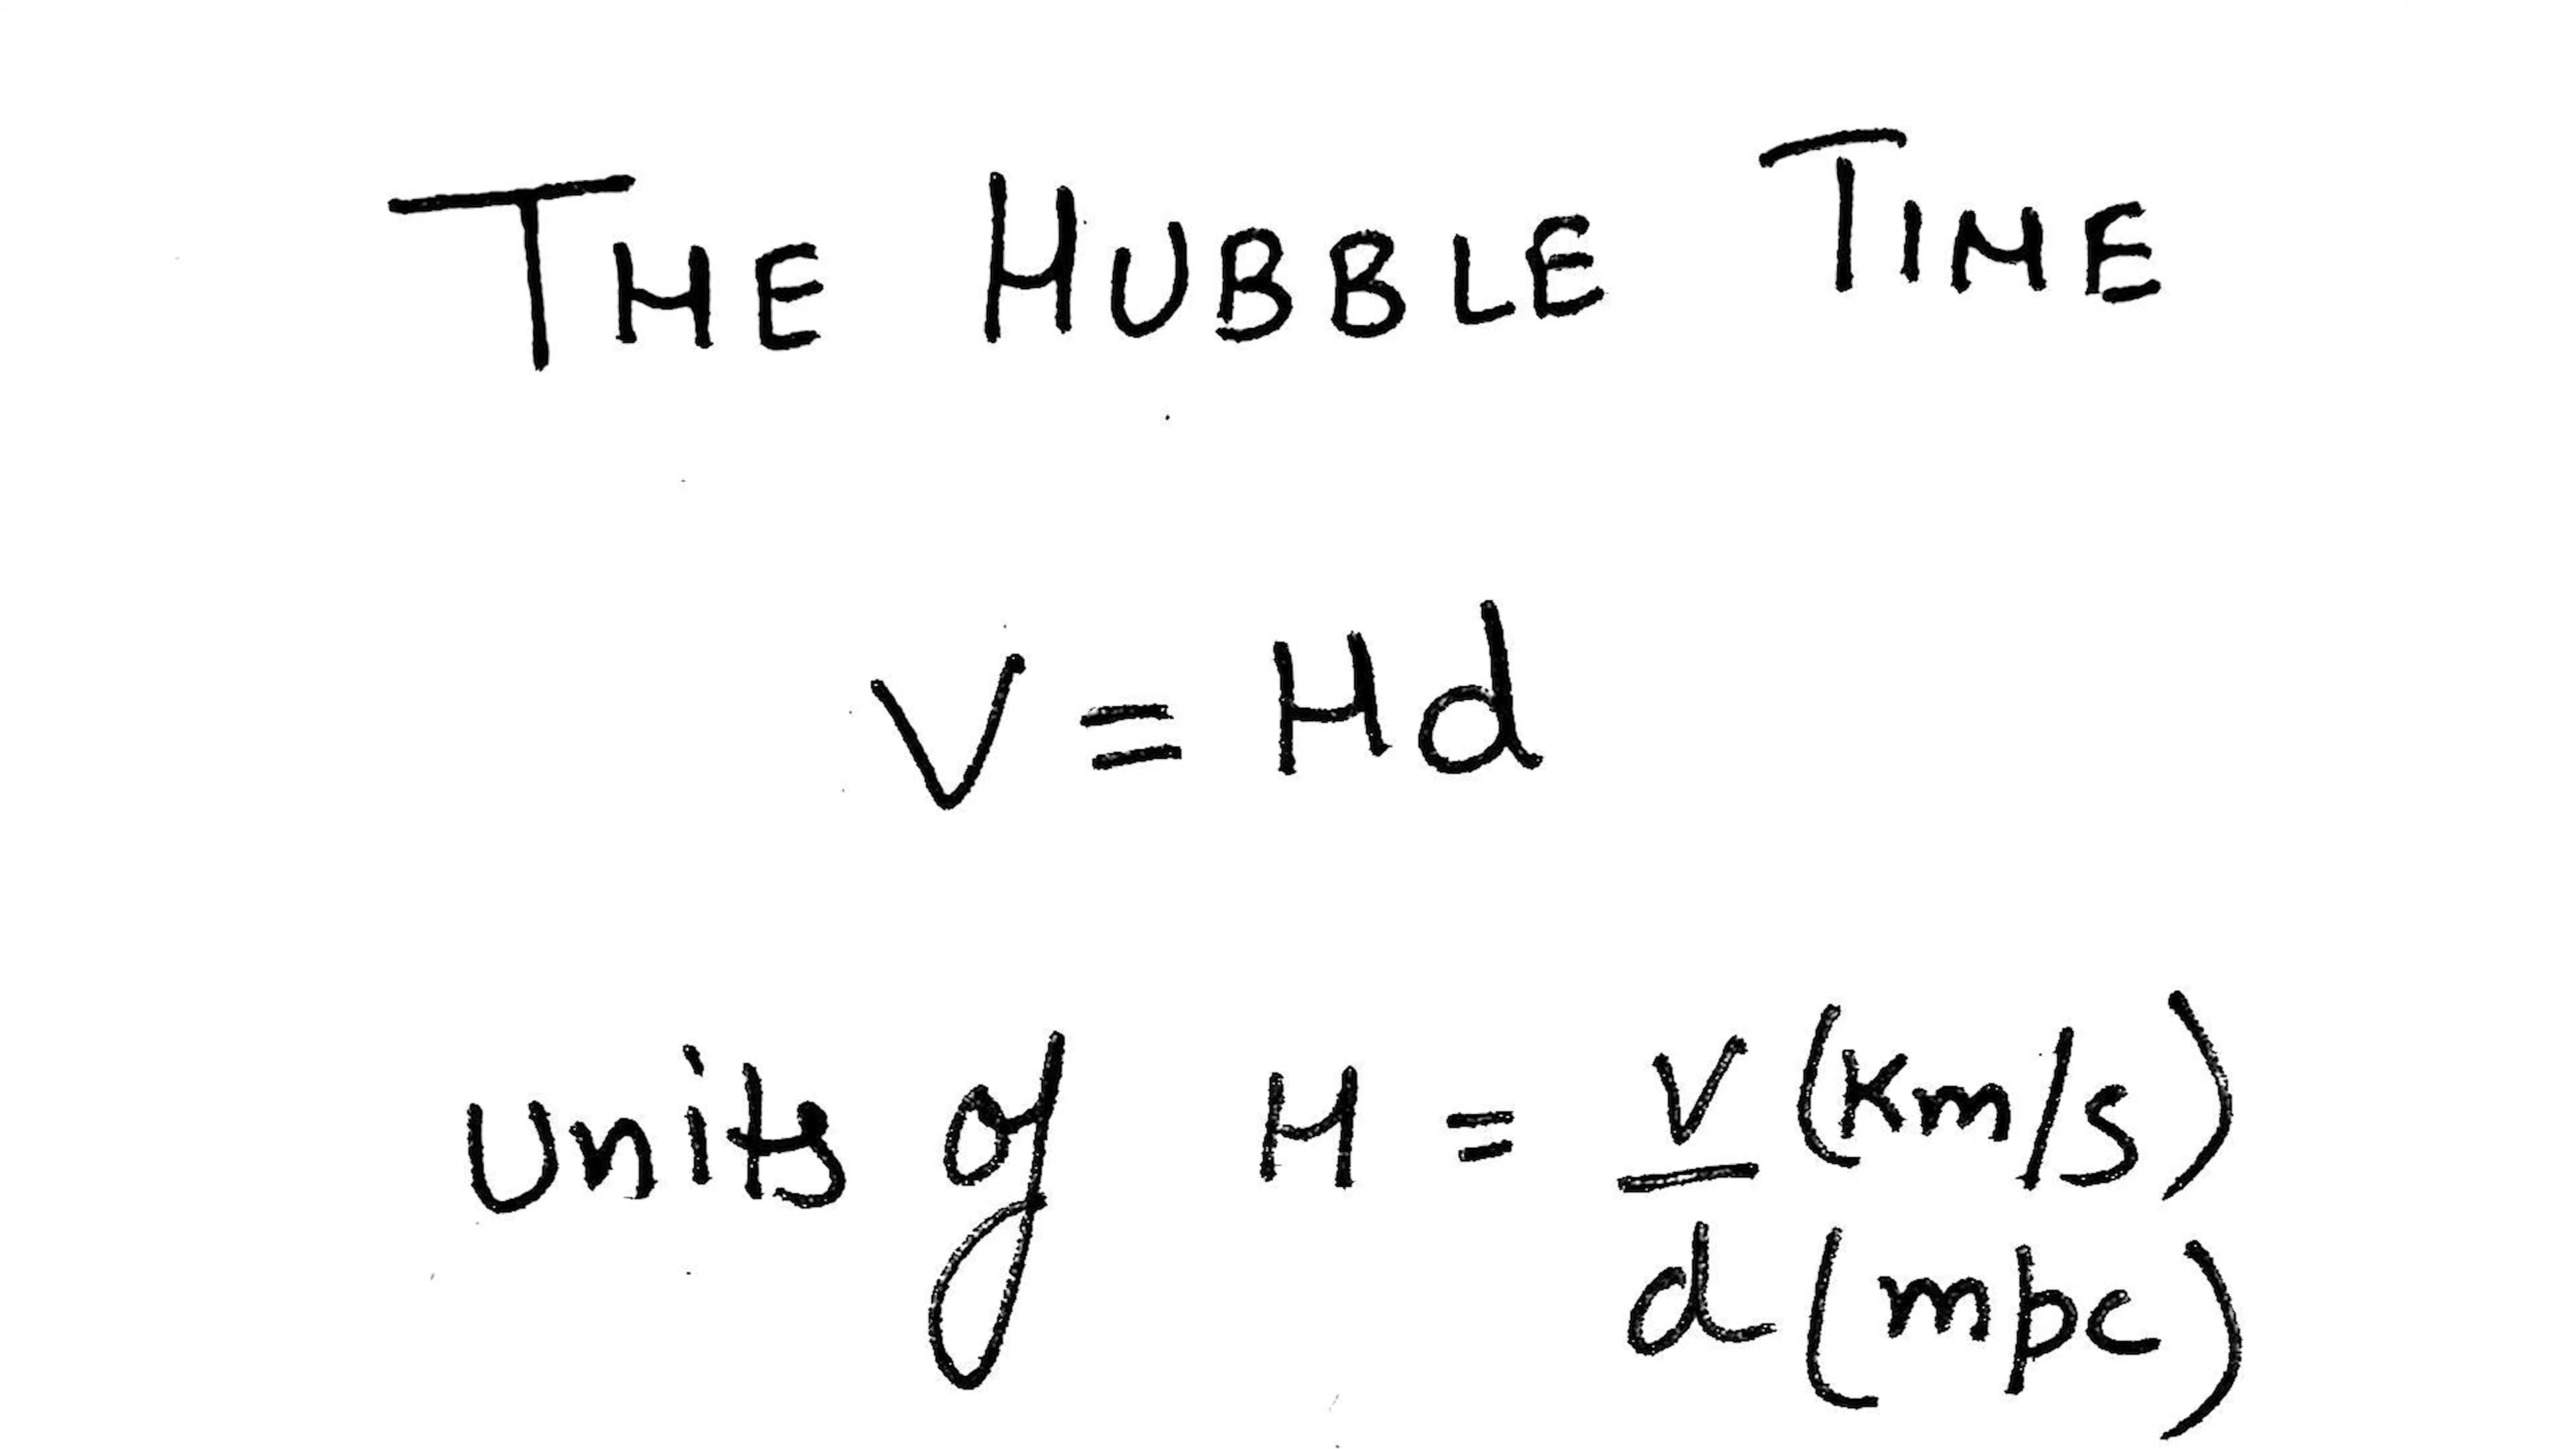 THE HUBBLE TIME
V = Hd
units of H = V (Km/s)
d (mpc)